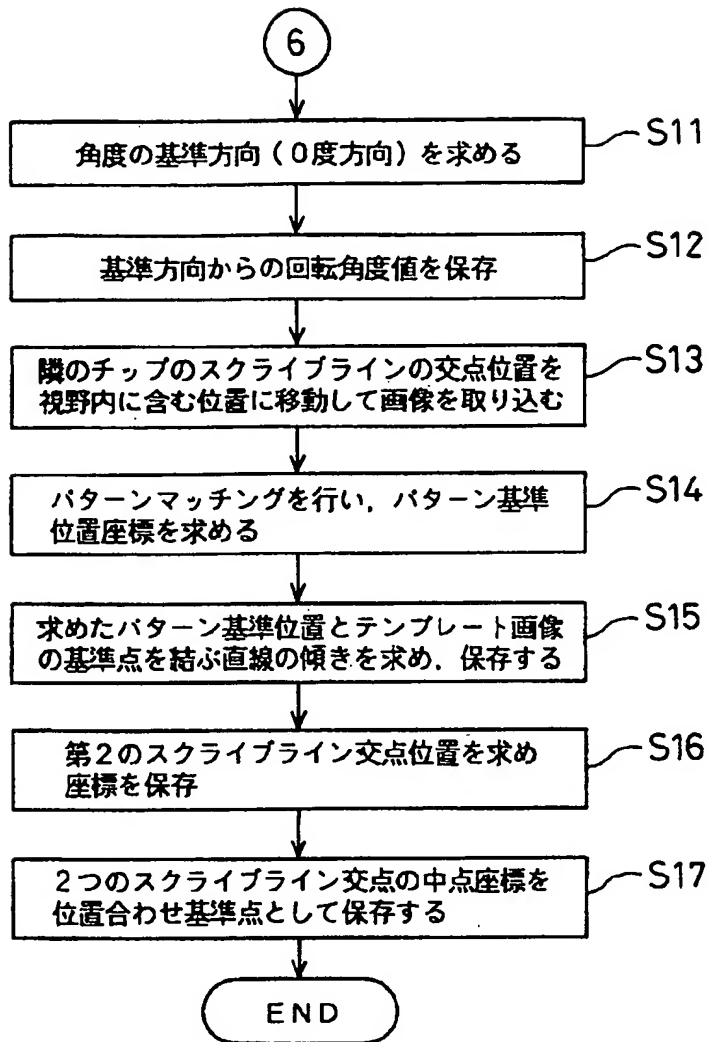 6
角度の基準方向(0度方向)を求める
S11
基準方向からの回転角度値を保存
S12
隣のチップのスクライブラインの交点位置を
視野内に含む位置に移動して画像を取り込む
S13
パターンマッチングを行い,パターン基準
位置座標を求める
S14
求めたパターン基準位置とテンプレート画像
の基準点を結ぶ直線の傾きを求め,保存する
S15
第2のスクライブライン交点位置を求め
座標を保存
S16
2つのスクライブライン交点の中点座標を
位置合わせ基準点として保存する
S17
END